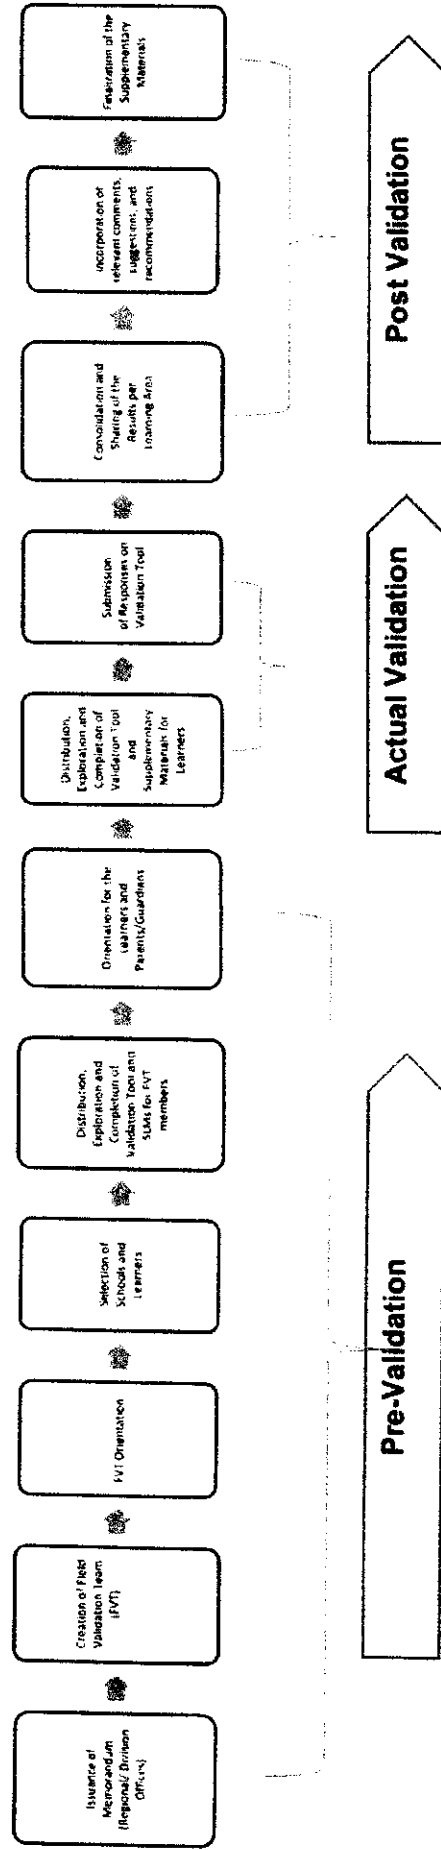 Issuance of
Memorandum
(Regional/ Division
Offices)
Creation of Field
Validation Team
(FVT)
FVT Orientation
Selection of
Schools and
Learners
Distribution,
Exploration and
Completion of
Validation Tool and
SLMs for FVT
members
Orientation for the
Learners and
Parents/Guardians
Distribution,
Exploration and
Completion of
Validation Tool
and
Supplementary
Materials for
Learners
Submission
of Responses on
Validation Tool
Consolidation and
Sharing of the
Results per
Learning Area
Incorporation of
relevant comments,
suggestions, and
recommendations
Finalization of the
Supplementary
Materials
Pre-Validation
Actual Validation
Post Validation